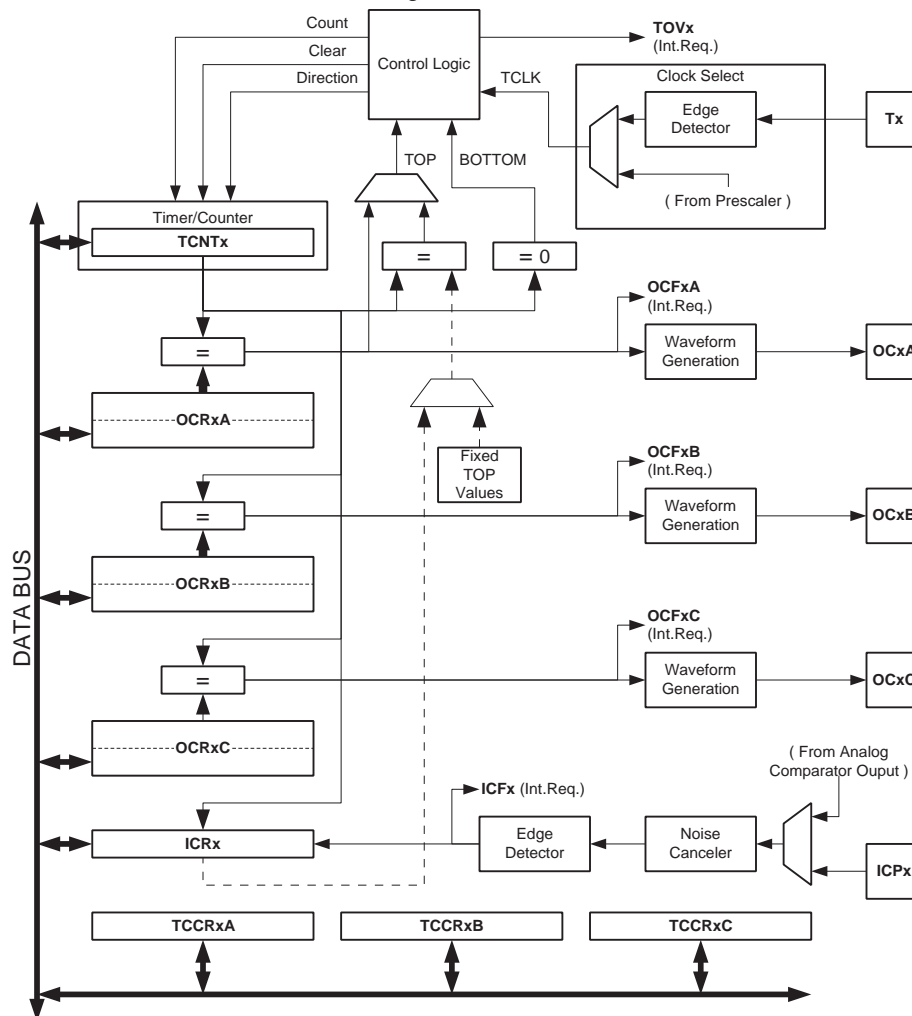 Count
Clear
Direction
Control Logic
TOVx
(Int.Req.)
Clock Select
TCLK
Edge
Detector
Tx
TOP
BOTTOM
( From Prescaler )
Timer/Counter
TCNTx
=
= 0
OCFxA
(Int.Req.)
=
Waveform
Generation
OCxA
OCRxA
Fixed
TOP
Values
OCFxB
(Int.Req.)
=
Waveform
Generation
OCxB
DATA BUS
OCRxB
OCFxC
(Int.Req.)
=
Waveform
Generation
OCxC
OCRxC
( From Analog
Comparator Ouput )
ICFx (Int.Req.)
ICRx
Edge
Detector
Noise
Canceler
ICPx
TCCRxA
TCCRxB
TCCRxC